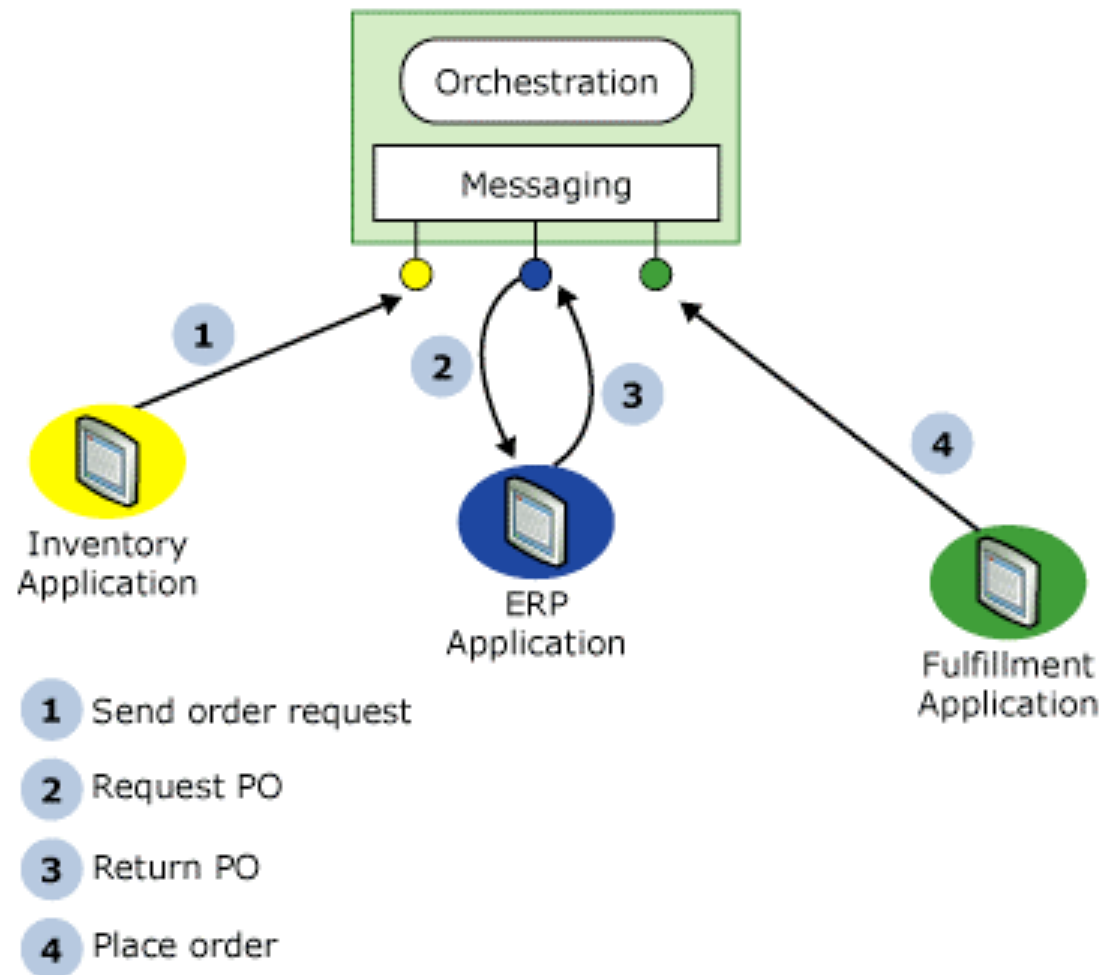 Orchestration
Messaging
1
2
3
4
Inventory
Application
ERP
Application
Fulfillment
Application
1 Send order request
2 Request PO
3 Return PO
4 Place order